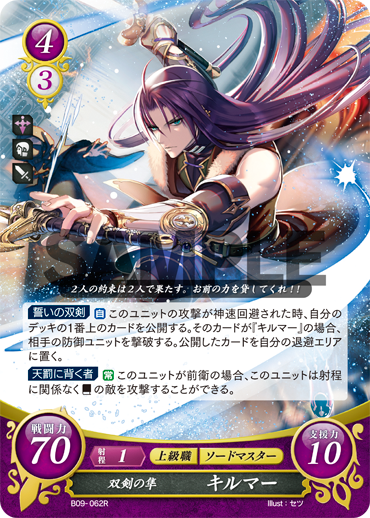 4
3
SAMPLE
2人の約束は2人で果たす。お前の力を貸してくれ!!
誓いの双剣 自 このユニットの攻撃が神速回避された時、自分の
デッキの1番上のカードを公開する。そのカードが『キルマー』の場合、
相手の防御ユニットを撃破する。公開したカードを自分の退避エリア
に置く。
天罰に背く者 常 このユニットが前衛の場合、このユニットは射程
に関係なく の敵を攻撃することができる。
戦闘力
70
射程 1
上級職
ソードマスター
支援力
10
双剣の隼 キルマー
B09-062R
Illust:セツ